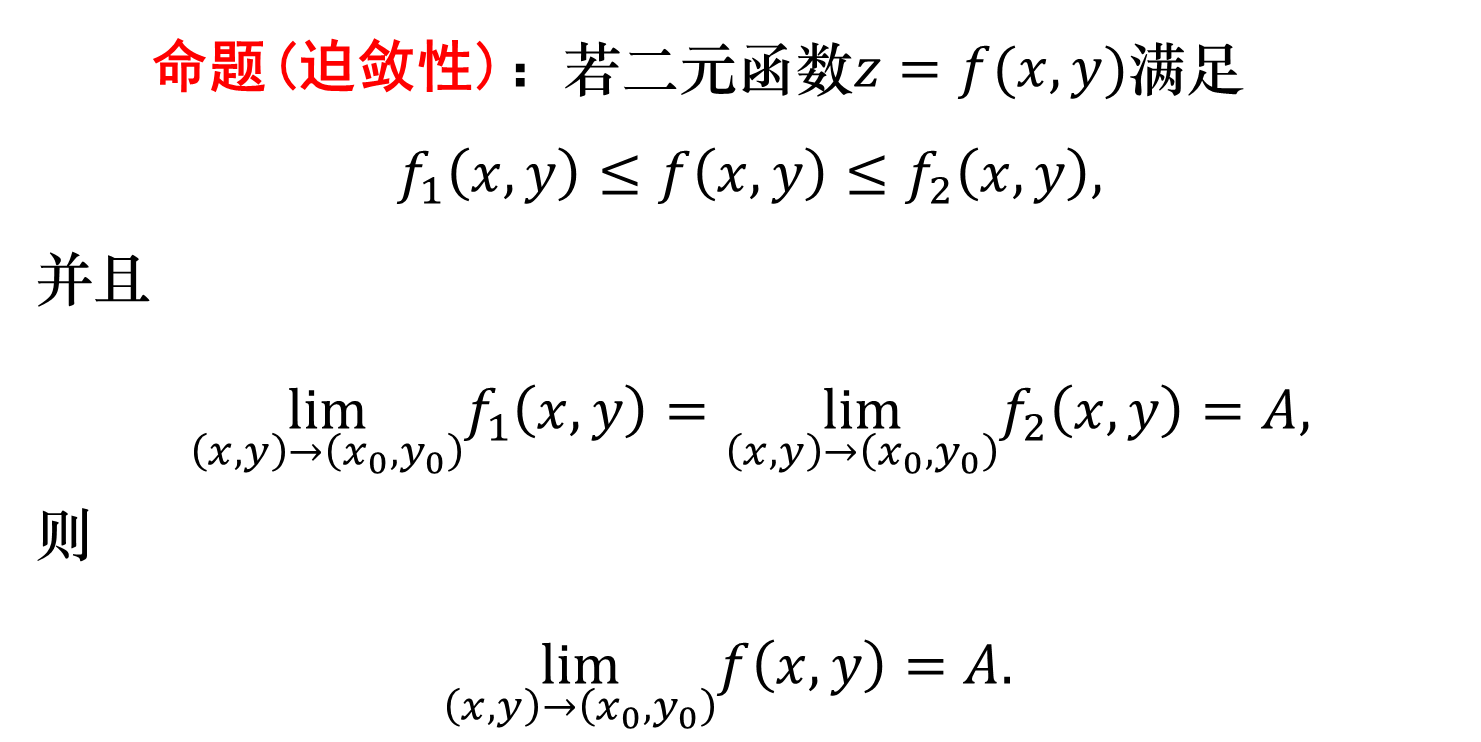 命题(迫敛性)：若二元函数z = f(x, y)满足
f₁(x, y) ≤ f(x, y) ≤ f₂(x, y),
并且
lim_{(x,y)→(x₀,y₀)} f₁(x, y) = lim_{(x,y)→(x₀,y₀)} f₂(x, y) = A,
则
lim_{(x,y)→(x₀,y₀)} f(x, y) = A.